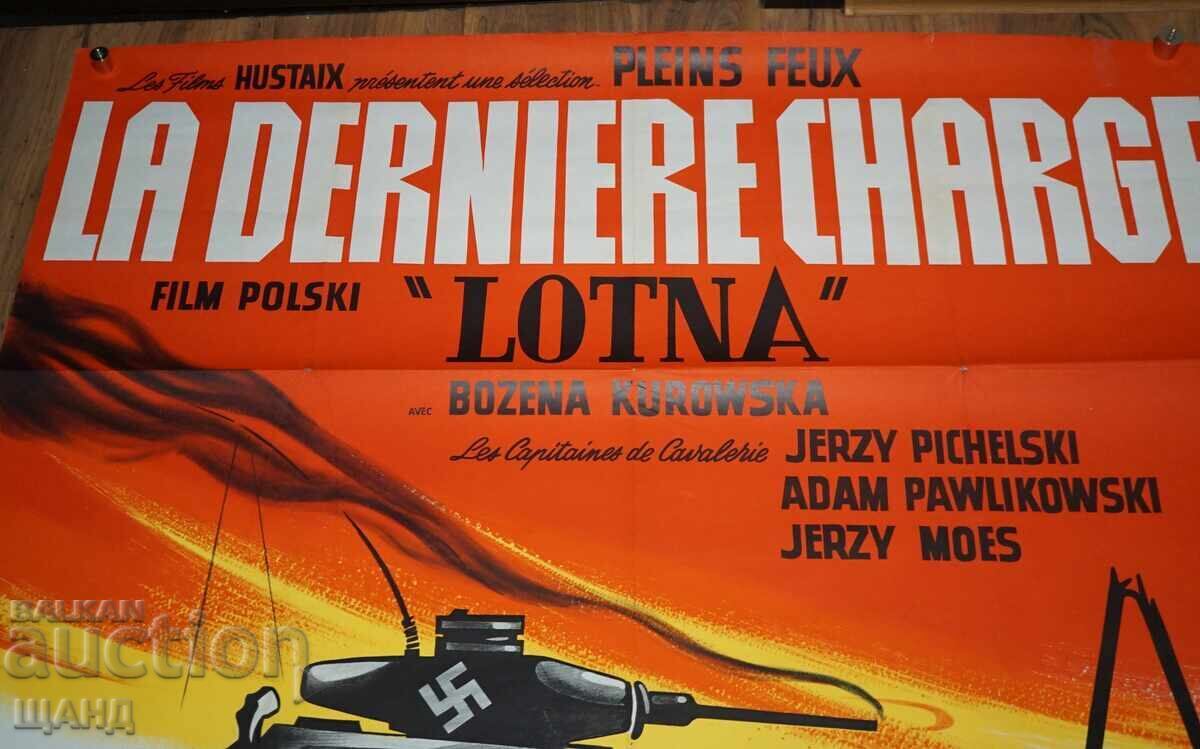 Les Films HUSTAIX présentent une sélection PLEINS FEUX
LA DERNIERE CHARGE
FILM POLSKI "LOTNA"
AVEC BOZENA KUROWSKA
Les Capitaines de Cavalerie JERZY PICHELSKI
ADAM PAWLIKOWSKI
JERZY MOES
BALKAN
auction
ЩАНД